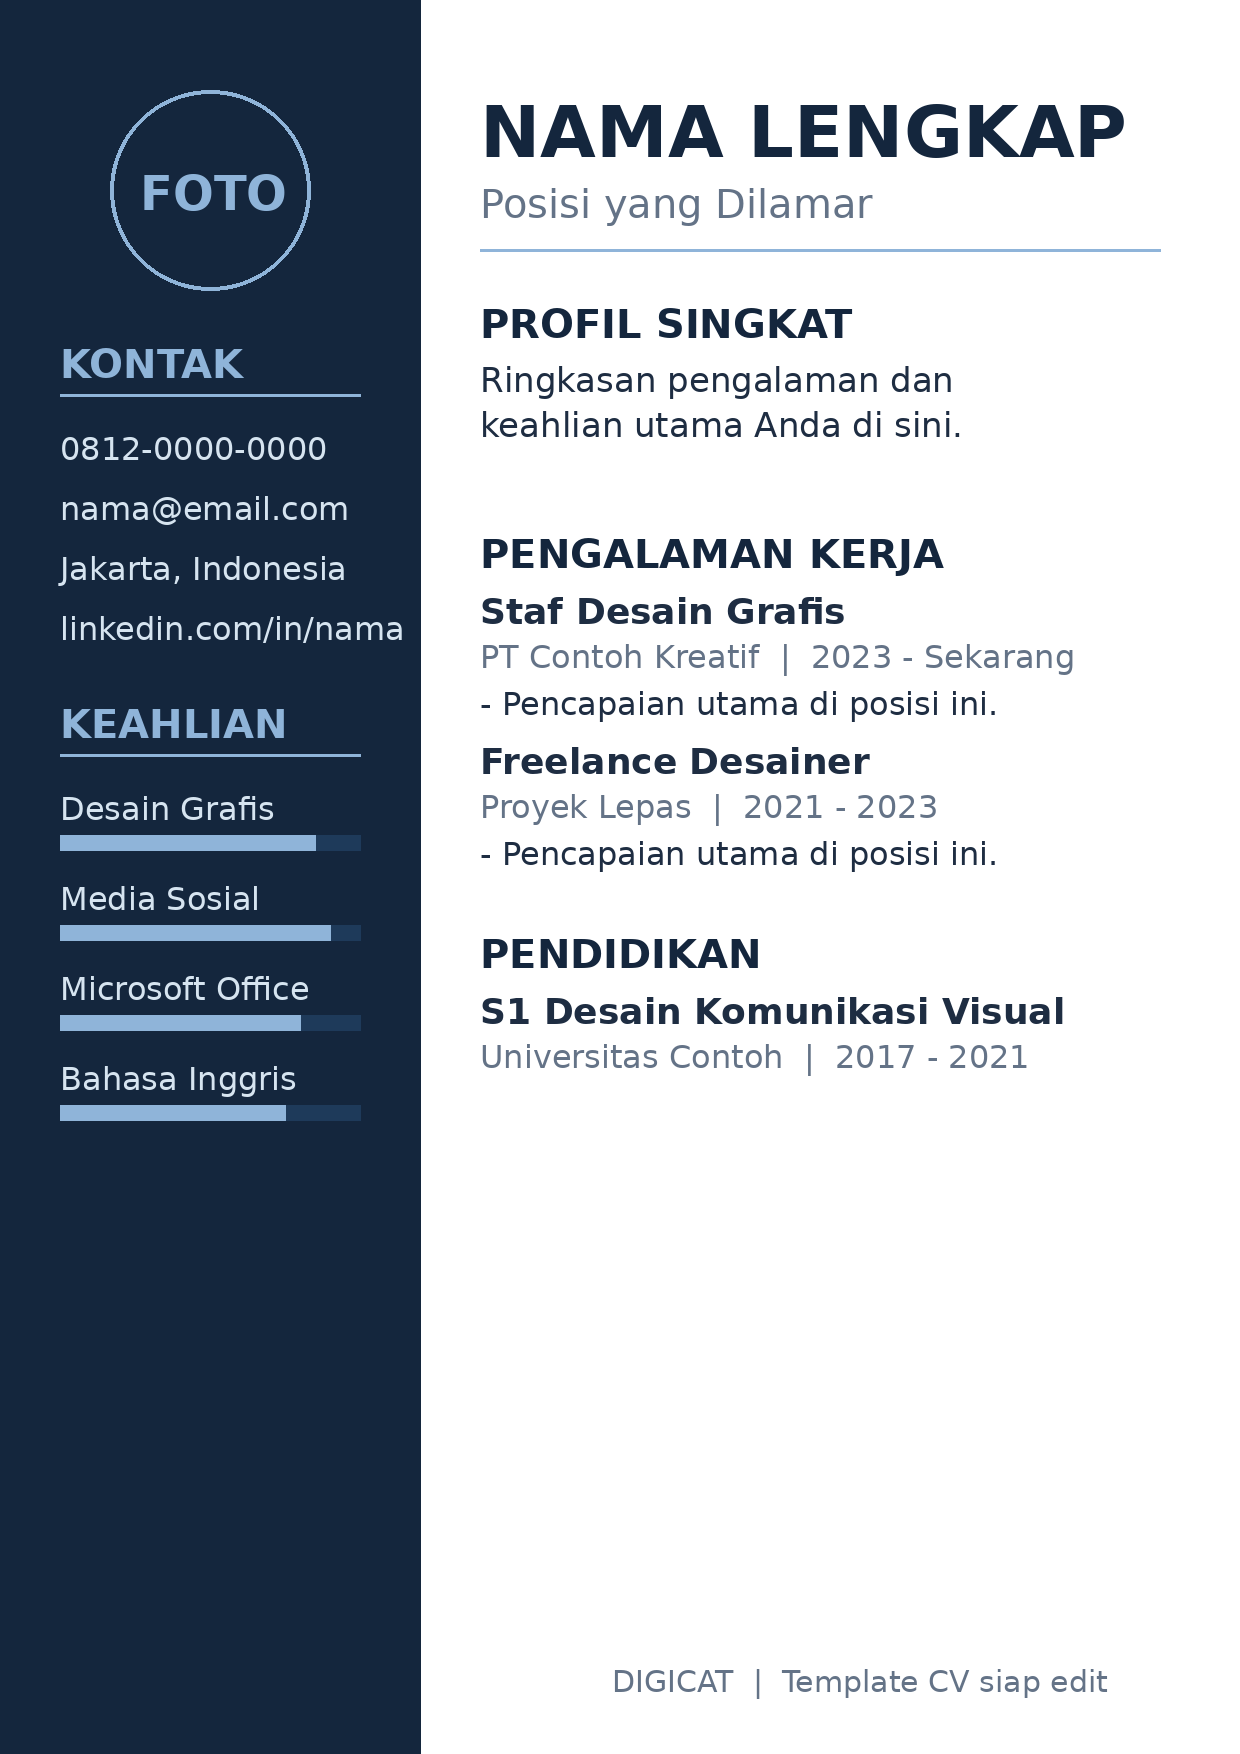 FOTO
KONTAK
0812-0000-0000
nama@email.com
Jakarta, Indonesia
linkedin.com/in/nama
KEAHLIAN
Desain Grafis
Media Sosial
Microsoft Office
Bahasa Inggris
NAMA LENGKAP
Posisi yang Dilamar
PROFIL SINGKAT
Ringkasan pengalaman dan
keahlian utama Anda di sini.
PENGALAMAN KERJA
Staf Desain Grafis
PT Contoh Kreatif | 2023 - Sekarang
- Pencapaian utama di posisi ini.
Freelance Desainer
Proyek Lepas | 2021 - 2023
- Pencapaian utama di posisi ini.
PENDIDIKAN
S1 Desain Komunikasi Visual
Universitas Contoh | 2017 - 2021
DIGICAT | Template CV siap edit